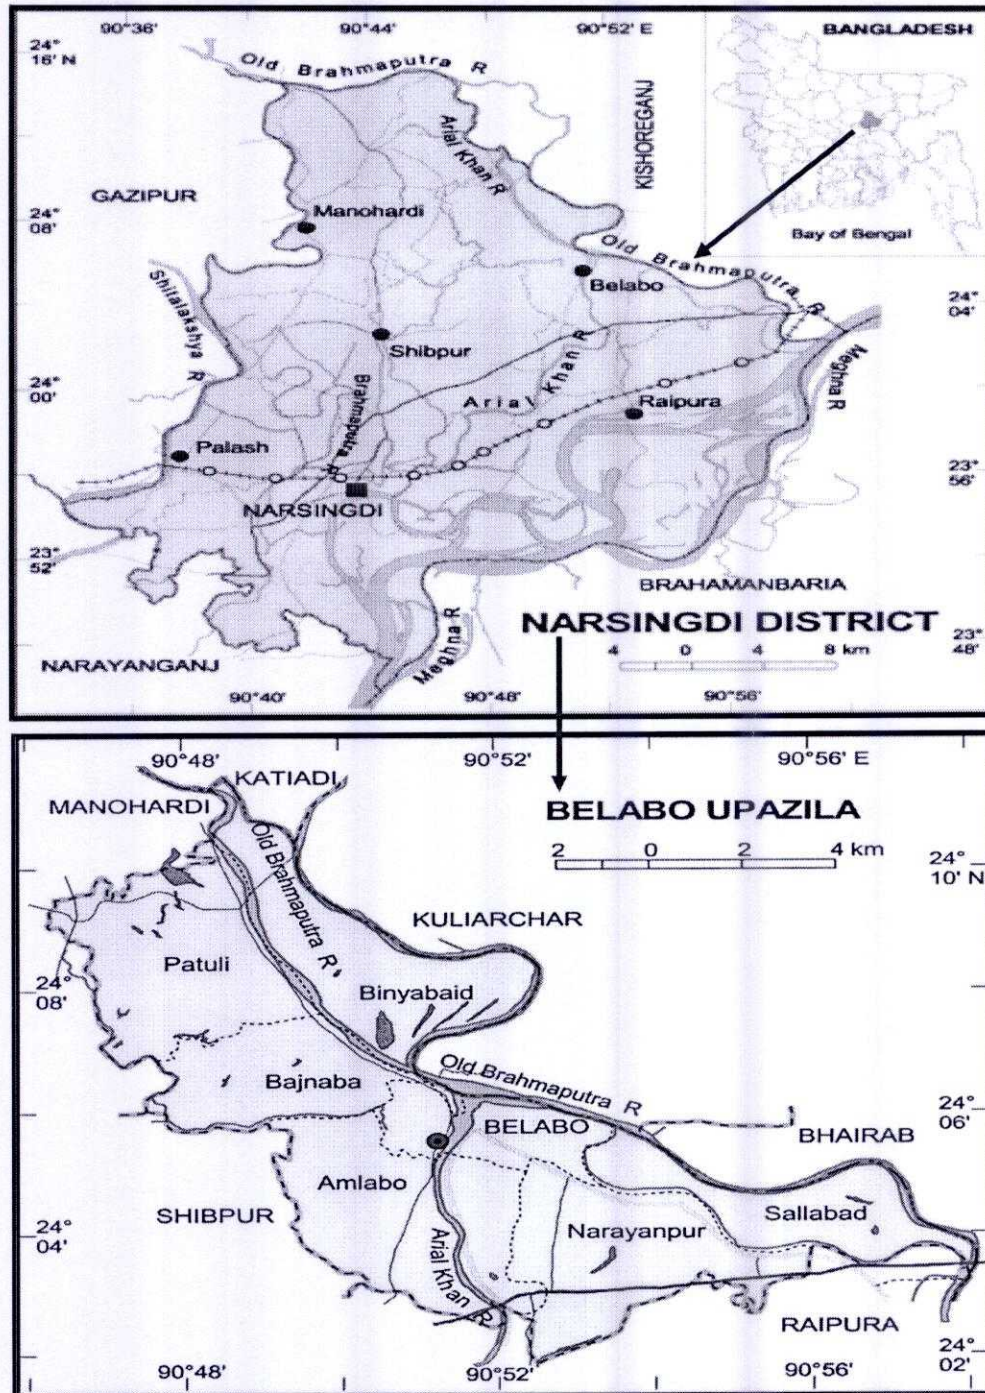 90°36'
90°44'
90°52' E
BANGLADESH
24°
16' N
Old Brahmaputra R
Arial Khan R
KISHOREGANJ
GAZIPUR
24°
08'
Manohardi
Bay of Bengal
Old Brahmaputra R
Belabo
Shitalakshya R
24°
04'
Shibpur
24°
00'
Brahmaputra R
Arial Khan R
Raipura
Meghna R
Palash
23°
56'
NARSINGDI
23°
52'
BRAHAMANBARIA
NARSINGDI DISTRICT
23°
48'
4 0 4 8 km
NARAYANGANJ
Meghna R
90°40'
90°48'
90°56'
90°48'
90°52'
90°56' E
KATIADI
MANOHARDI
BELABO UPAZILA
2 0 2 4 km
24°
10' N
Old Brahmaputra R
KULIARCHAR
Patuli
24°
08'
Binyabaid
Old Brahmaputra R
Bajnaba
24°
06'
BELABO
BHAIRAB
Amlabo
SHIBPUR
24°
04'
Narayanpur
Sallabad
Arial Khan R
RAIPURA
24°
02'
90°48'
90°52'
90°56'